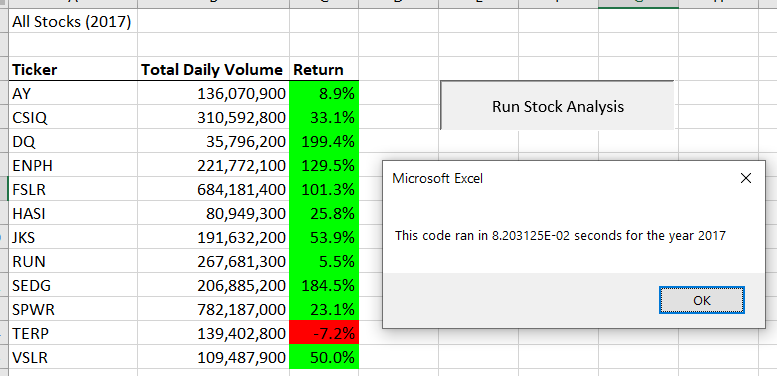 All Stocks (2017)
Ticker Total Daily Volume Return
AY 136,070,900 8.9%
CSIQ 310,592,800 33.1%
DQ 35,796,200 199.4%
ENPH 221,772,100 129.5%
FSLR 684,181,400 101.3%
HASI 80,949,300 25.8%
JKS 191,632,200 53.9%
RUN 267,681,300 5.5%
SEDG 206,885,200 184.5%
SPWR 782,187,000 23.1%
TERP 139,402,800 -7.2%
VSLR 109,487,900 50.0%
Run Stock Analysis
Microsoft Excel
This code ran in 8.203125E-02 seconds for the year 2017
OK